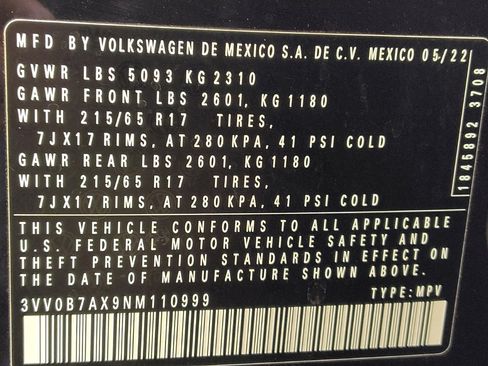 MFD BY VOLKSWAGEN DE MEXICO S.A. DE C.V. MEXICO 05/22
GVWR LBS 5093 KG 2310
GAWR FRONT LBS 2601, KG 1180
WITH 215/65 R17 TIRES,
7JX17 RIMS, AT 280 KPA, 41 PSI COLD
GAWR REAR LBS 2601, KG 1180
WITH 215/65 R17 TIRES,
7JX17 RIMS, AT 280 KPA, 41 PSI COLD
THIS VEHICLE CONFORMS TO ALL APPLICABLE
U.S. FEDERAL MOTOR VEHICLE SAFETY AND
THEFT PREVENTION STANDARDS IN EFFECT ON
THE DATE OF MANUFACTURE SHOWN ABOVE.
3VV0B7AX9NM110999 TYPE: MPV
1845892 3708